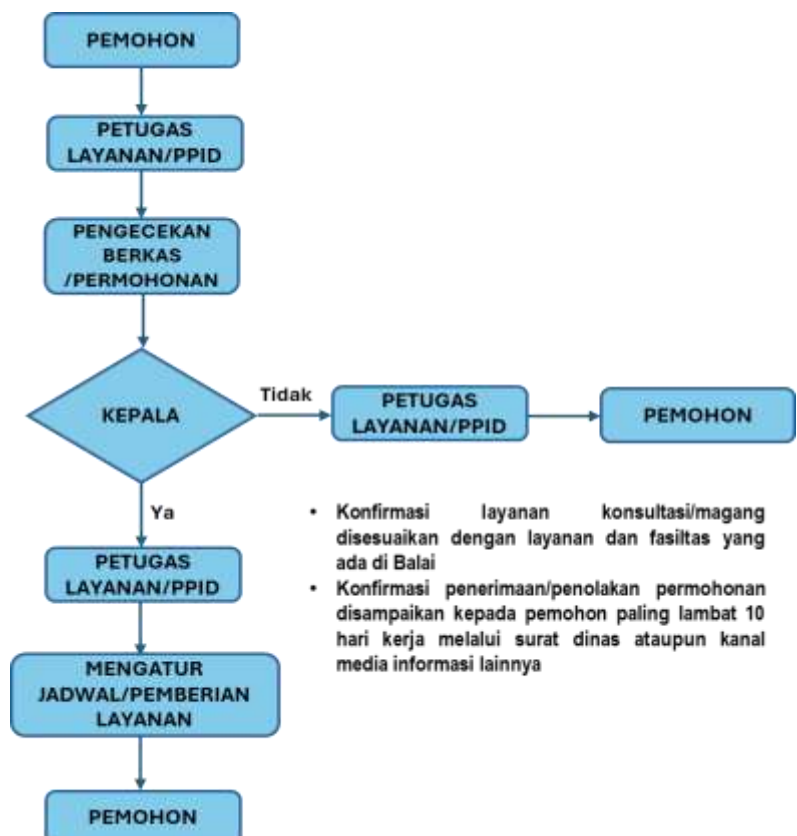 PEMOHON
PETUGAS
LAYANAN/PPID
PENGECEKAN
BERKAS
/PERMOHONAN
KEPALA
Tidak
PETUGAS
LAYANAN/PPID
PEMOHON
Ya
• Konfirmasi layanan konsultasi/magang
disesuaikan dengan layanan dan fasiltas yang
ada di Balai
• Konfirmasi penerimaan/penolakan permohonan
disampaikan kepada pemohon paling lambat 10
hari kerja melalui surat dinas ataupun kanal
media informasi lainnya
PETUGAS
LAYANAN/PPID
MENGATUR
JADWAL/PEMBERIAN
LAYANAN
PEMOHON